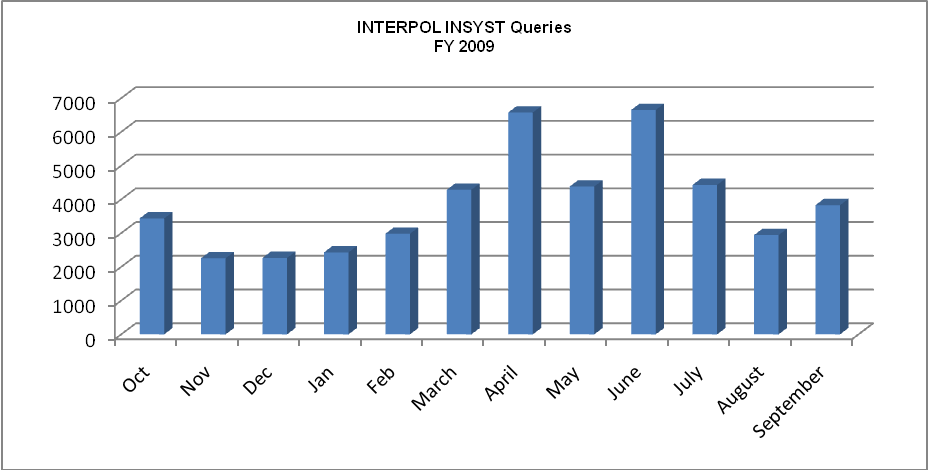 INTERPOL INSYST Queries
FY 2009
7000
6000
5000
4000
3000
2000
1000
0
Oct
Nov
Dec
Jan
Feb
March
April
May
June
July
August
September